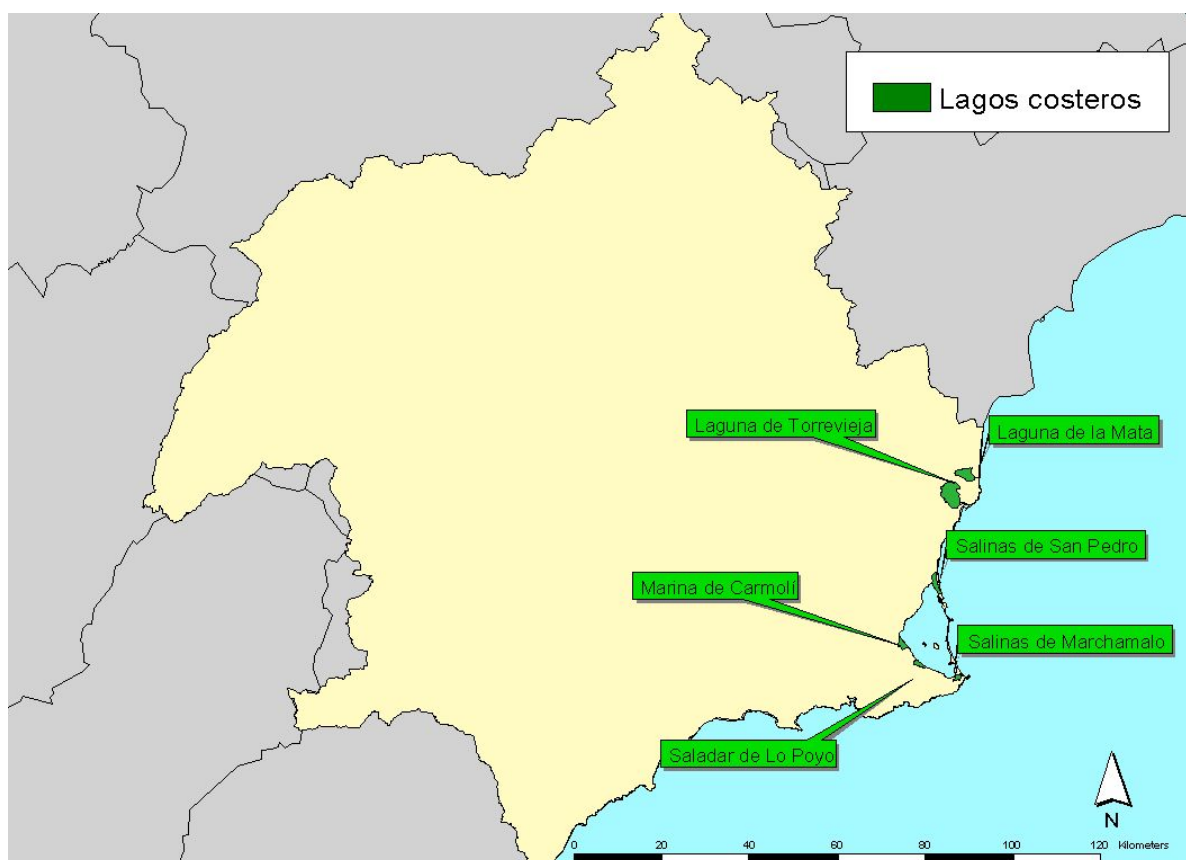 Lagos costeros
Laguna de Torrevieja
Laguna de la Mata
Salinas de San Pedro
Marina de Carmolí
Salinas de Marchamalo
Saladar de Lo Poyo
N
0 20 40 60 80 100 120 Kilometers